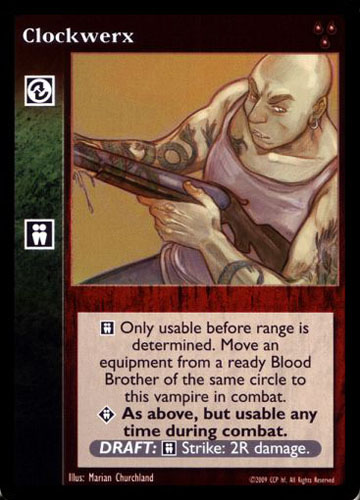 Clockwerx
Only usable before range is
determined. Move an
equipment from a ready Blood
Brother of the same circle to
this vampire in combat.
As above, but usable any
time during combat.
DRAFT: Strike: 2R damage.
Illus: Marian Churchland ©2009 CCP hf. All Rights Reserved